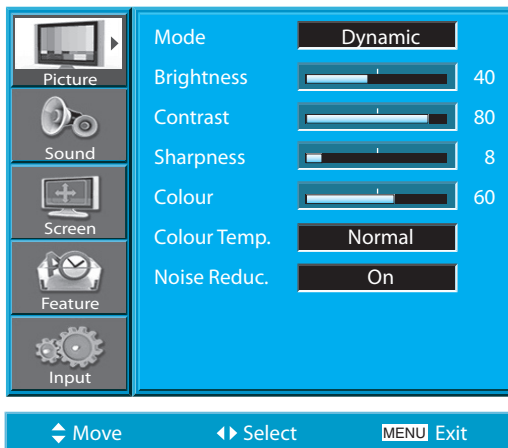 Picture
Sound
Screen
Feature
Input
Mode Dynamic
Brightness 40
Contrast 80
Sharpness 8
Colour 60
Colour Temp. Normal
Noise Reduc. On
Move Select MENU Exit